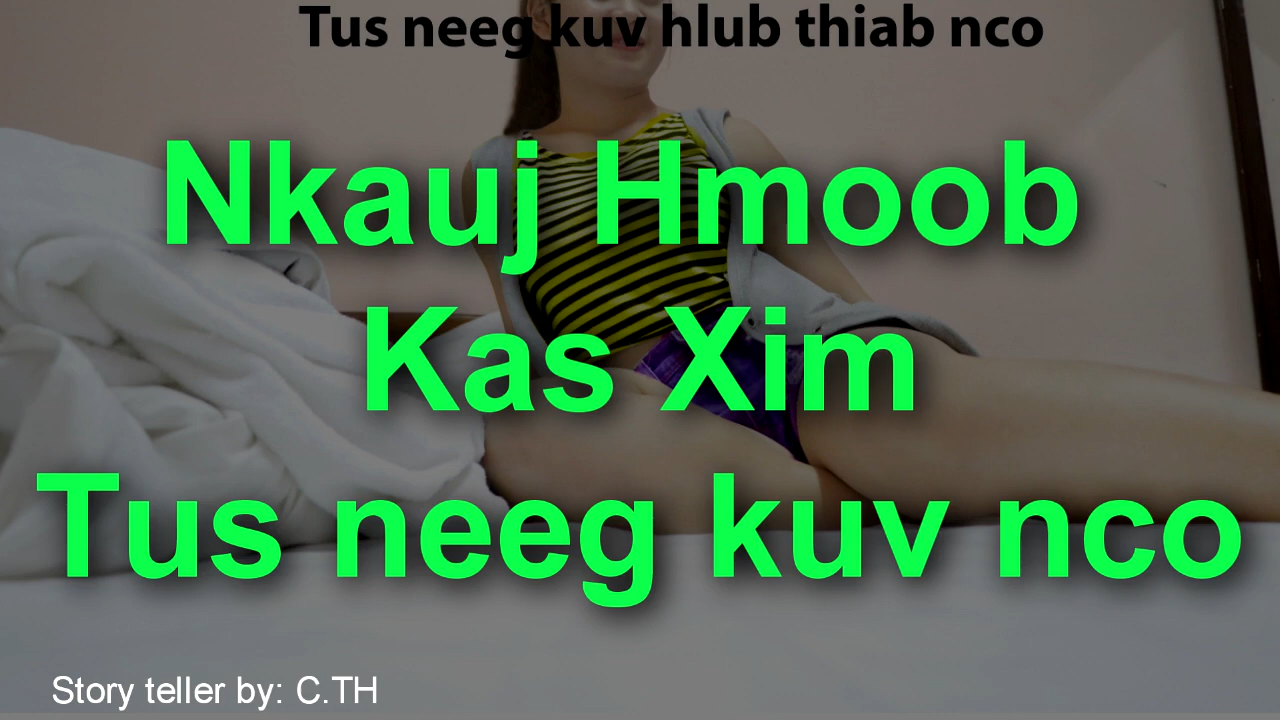 Tus neeg kuv hlub thiab nco
Nkauj Hmoob
Kas Xim
Tus neeg kuv nco
Story teller by: C.TH